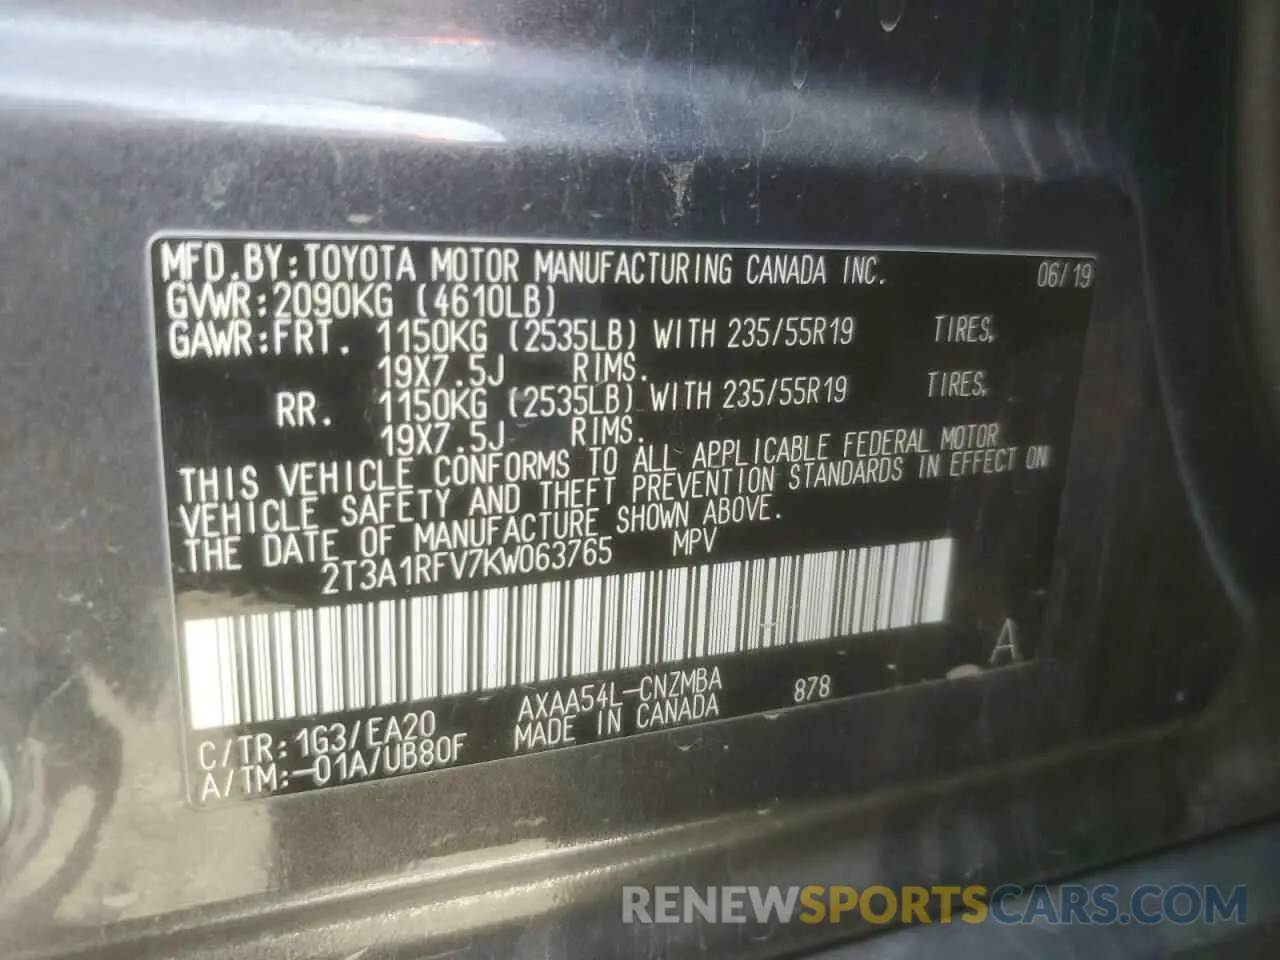 MFD.BY:TOYOTA MOTOR MANUFACTURING CANADA INC. 06/19
GVWR:2090KG (4610LB)
GAWR:FRT. 1150KG (2535LB) WITH 235/55R19 TIRES,
19X7.5J RIMS.
RR. 1150KG (2535LB) WITH 235/55R19 TIRES,
19X7.5J RIMS.
THIS VEHICLE CONFORMS TO ALL APPLICABLE FEDERAL MOTOR
VEHICLE SAFETY AND THEFT PREVENTION STANDARDS IN EFFECT ON
THE DATE OF MANUFACTURE SHOWN ABOVE.
2T3A1RFV7KW063765 MPV
A
C/TR:1G3/EA20 AXAA54L-CNZMBA 878
A/TM:-01A/UB80F MADE IN CANADA
RENEWSPORTSCARS.COM